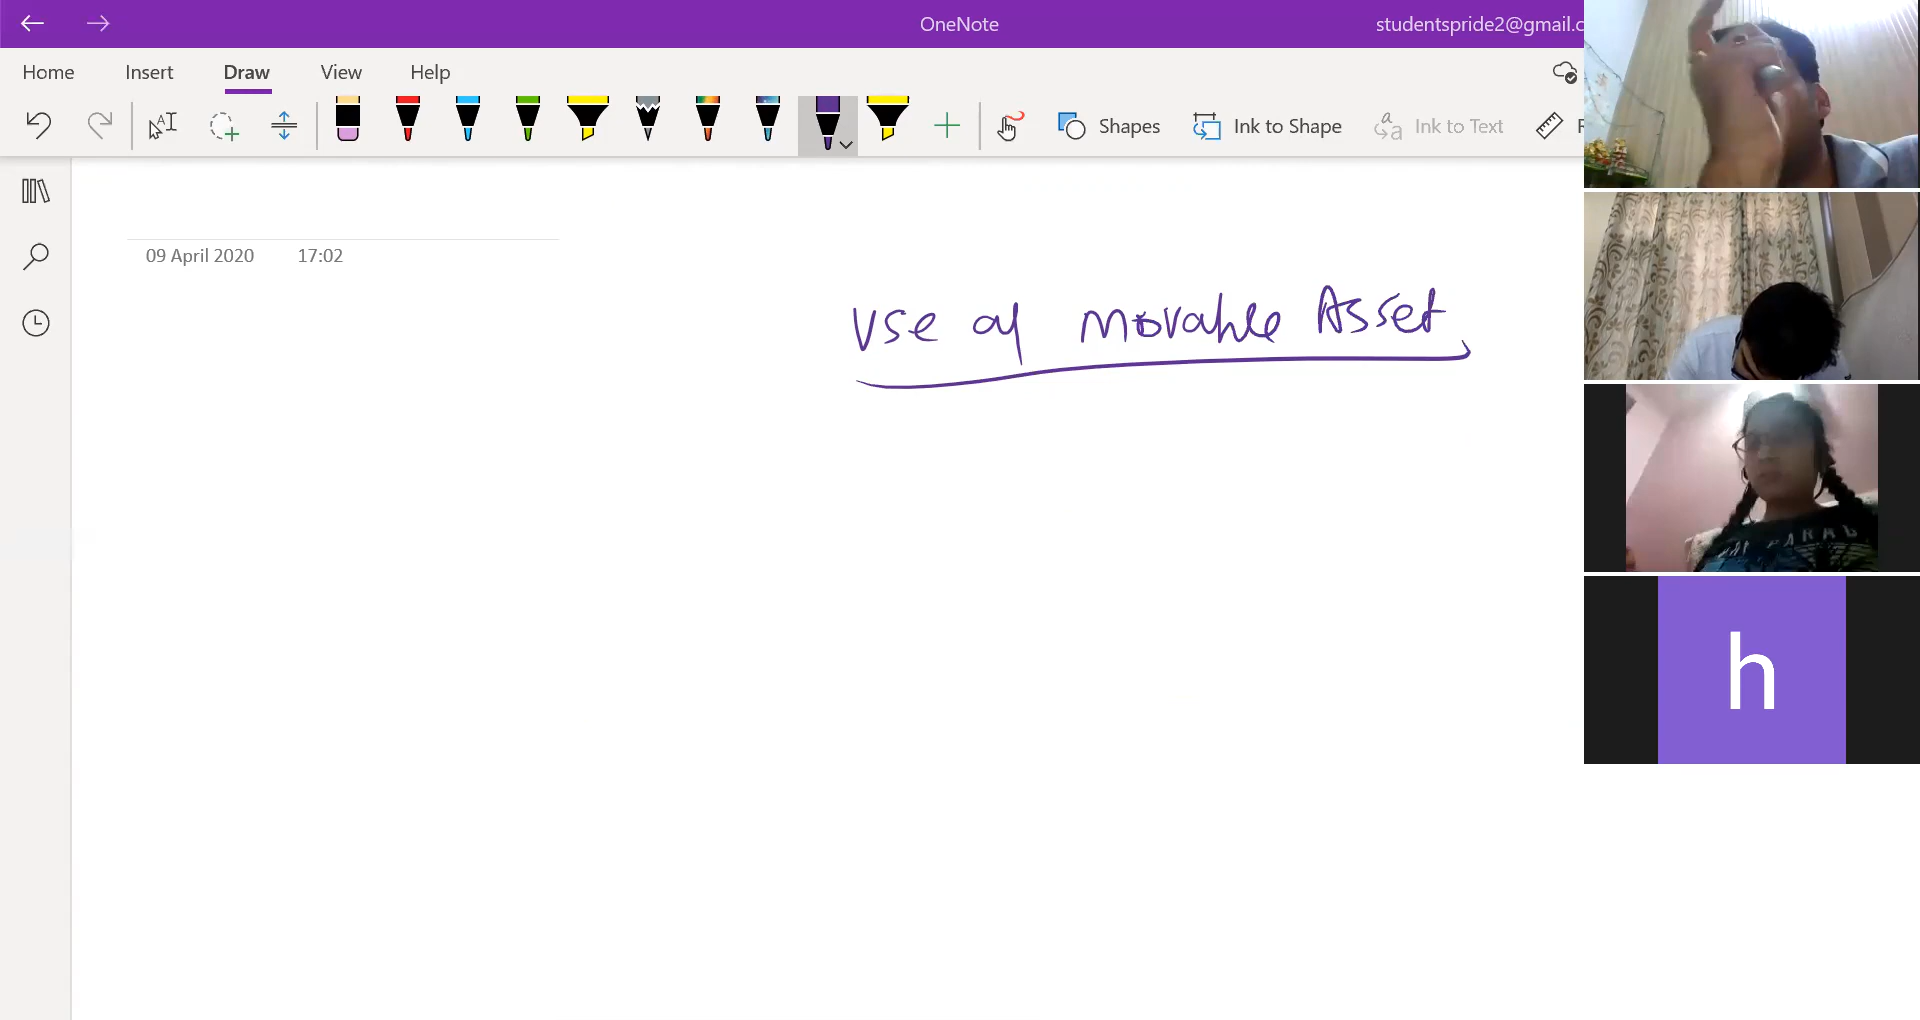 OneNote
studentspride2@gmail.c
Home Insert Draw View Help
Shapes Ink to Shape Ink to Text
09 April 2020 17:02
Use of movable Asset
PARAD
h